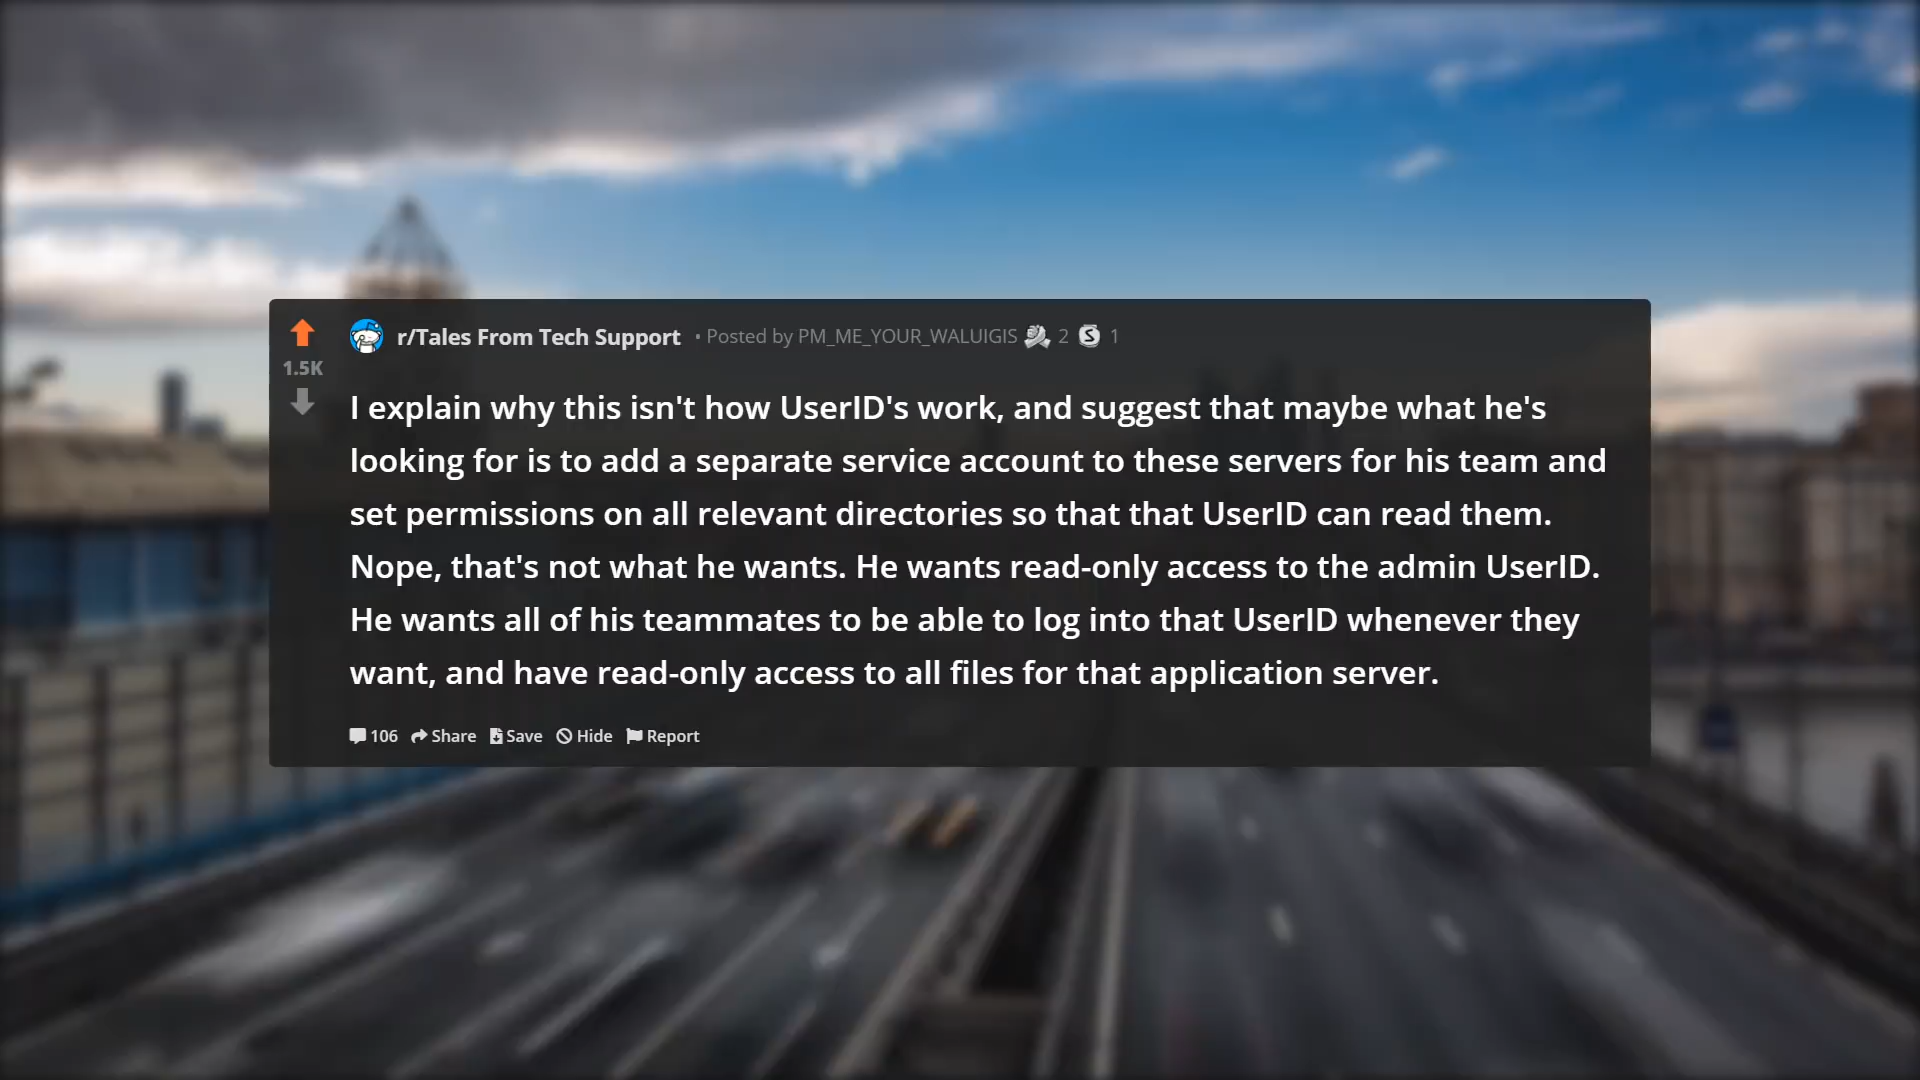 r/Tales From Tech Support • Posted by PM_ME_YOUR_WALUIGIS 2 1
1.5K
I explain why this isn't how UserID's work, and suggest that maybe what he's
looking for is to add a separate service account to these servers for his team and
set permissions on all relevant directories so that that UserID can read them.
Nope, that's not what he wants. He wants read-only access to the admin UserID.
He wants all of his teammates to be able to log into that UserID whenever they
want, and have read-only access to all files for that application server.
106 Share Save Hide Report